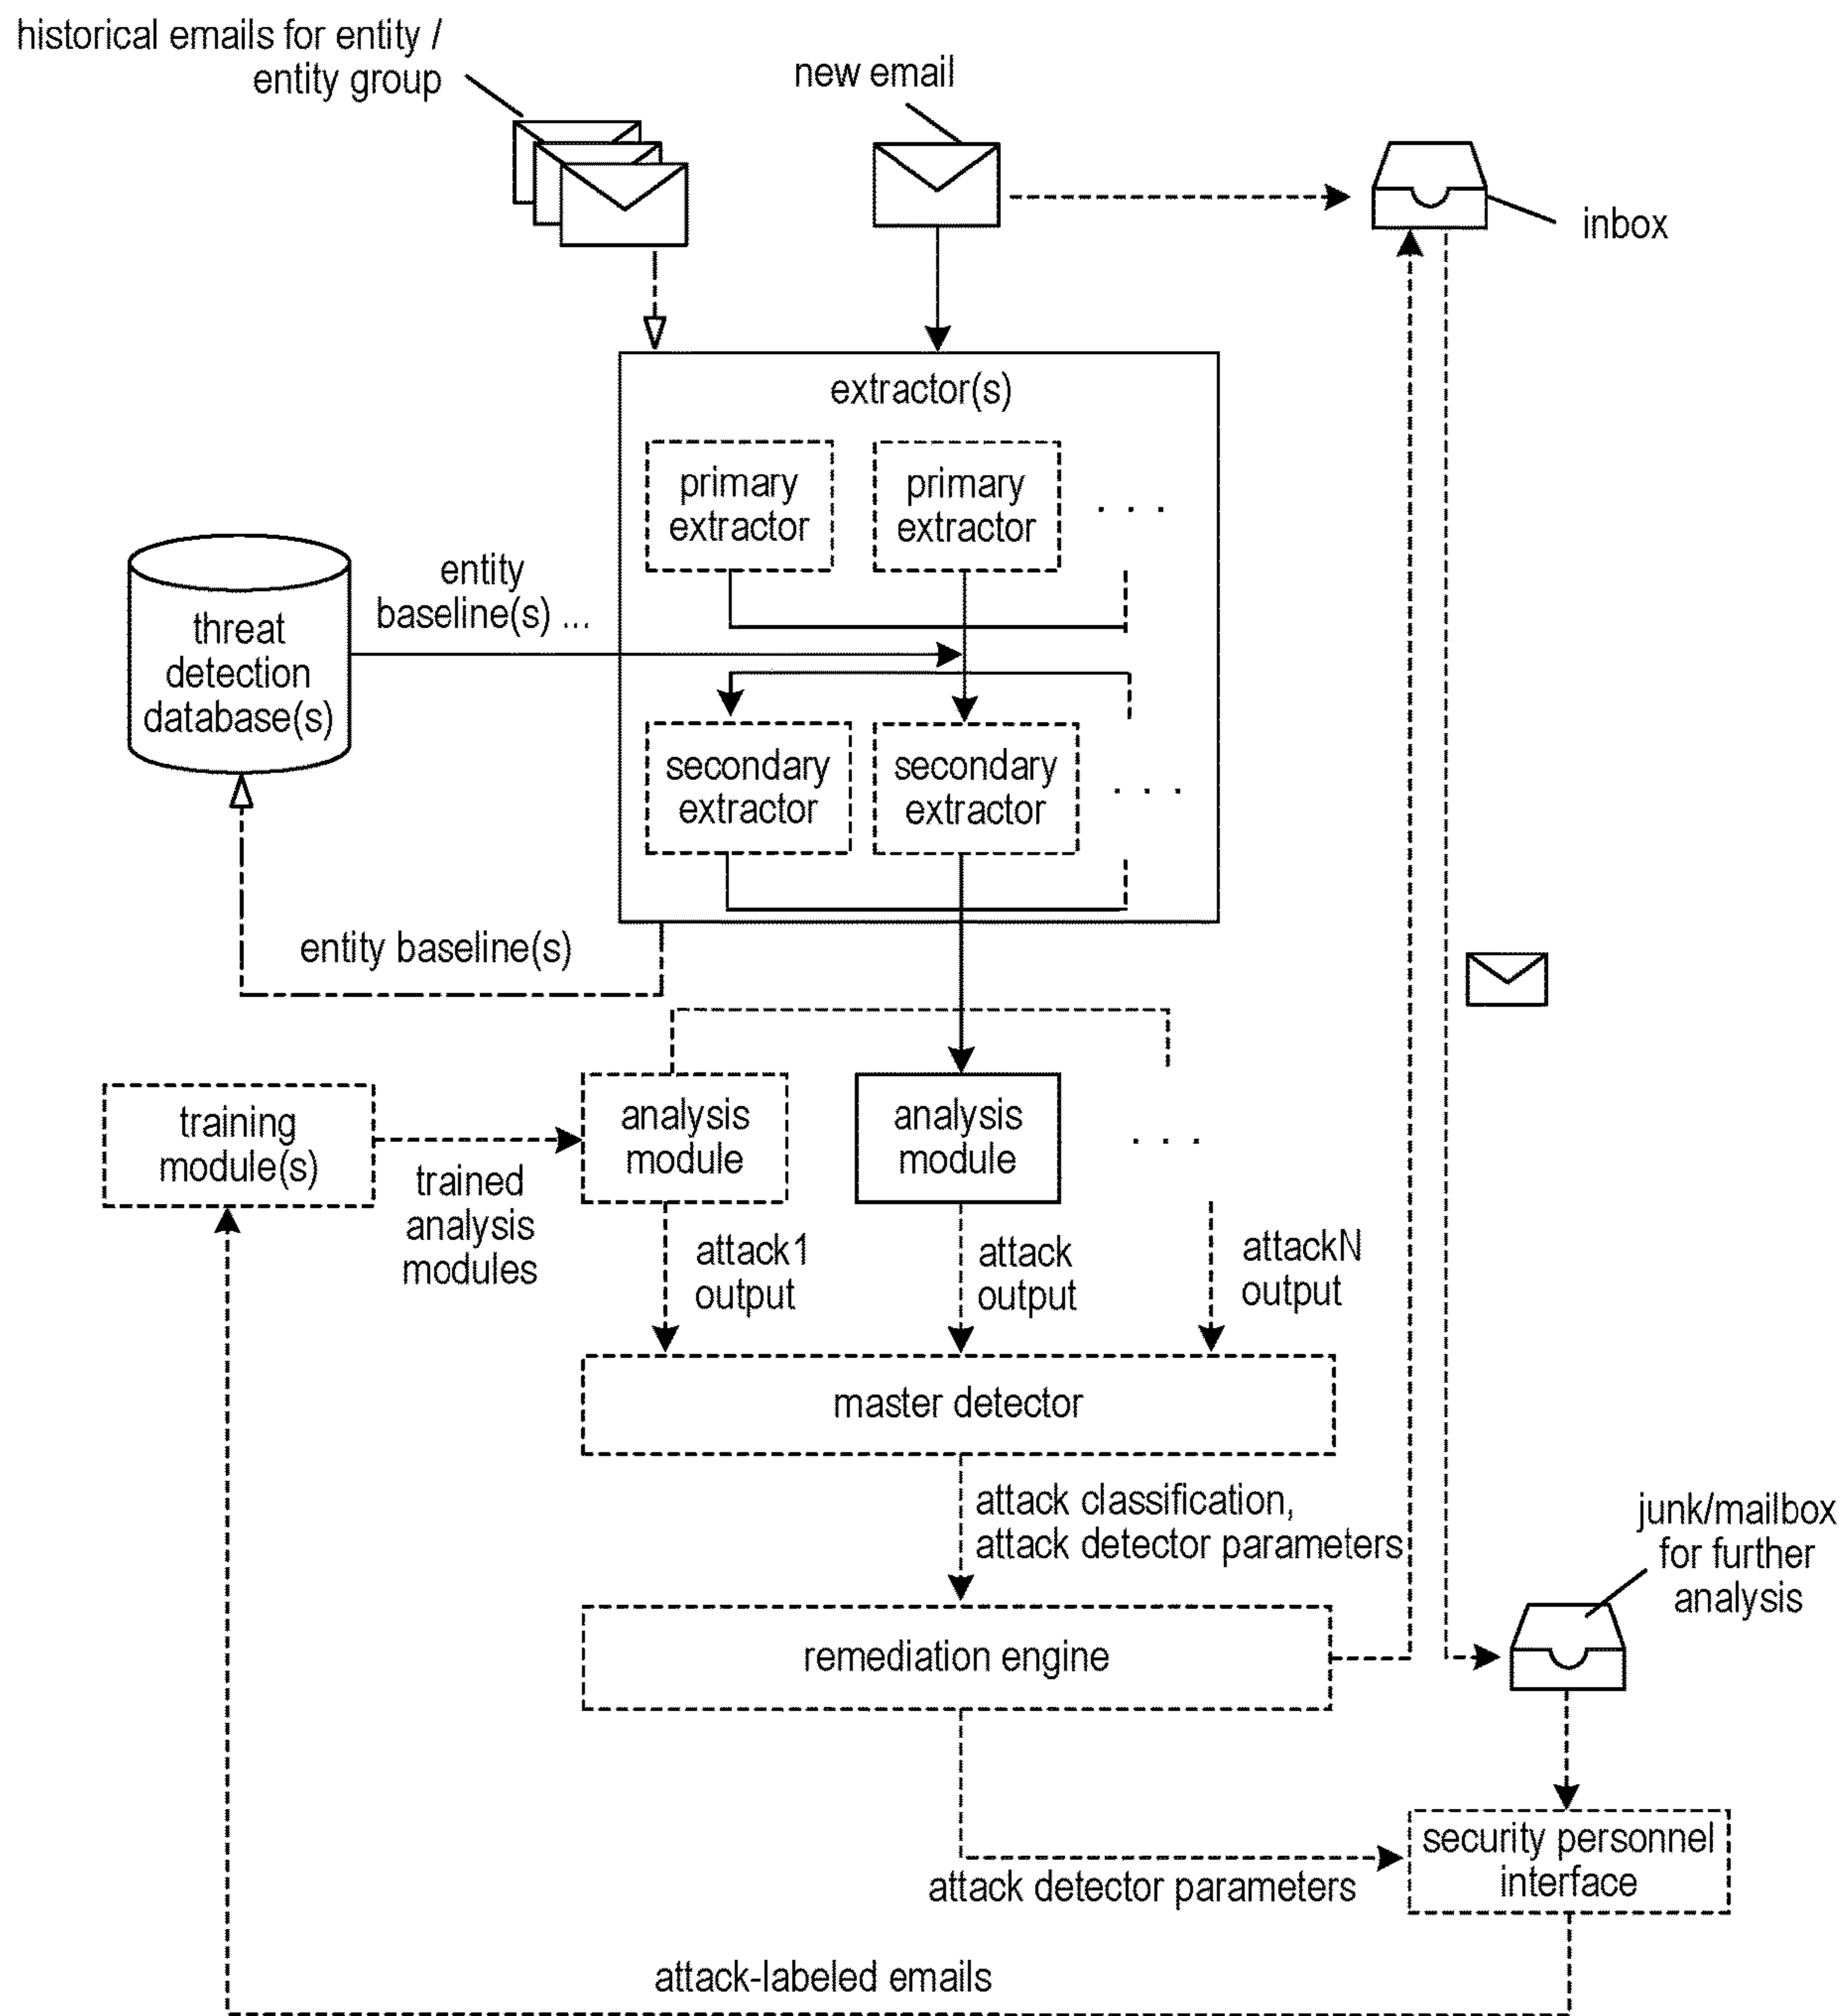 historical emails for entity /
entity group
new email
inbox
extractor(s)
primary
extractor
primary
extractor
. . .
entity
baseline(s) ...
threat
detection
database(s)
secondary
extractor
secondary
extractor
. . .
entity baseline(s)
training
module(s)
trained
analysis
modules
analysis
module
analysis
module
. . .
attack1
output
attack
output
attackN
output
master detector
attack classification,
attack detector parameters
junk/mailbox
for further
analysis
remediation engine
security personnel
interface
attack detector parameters
attack-labeled emails